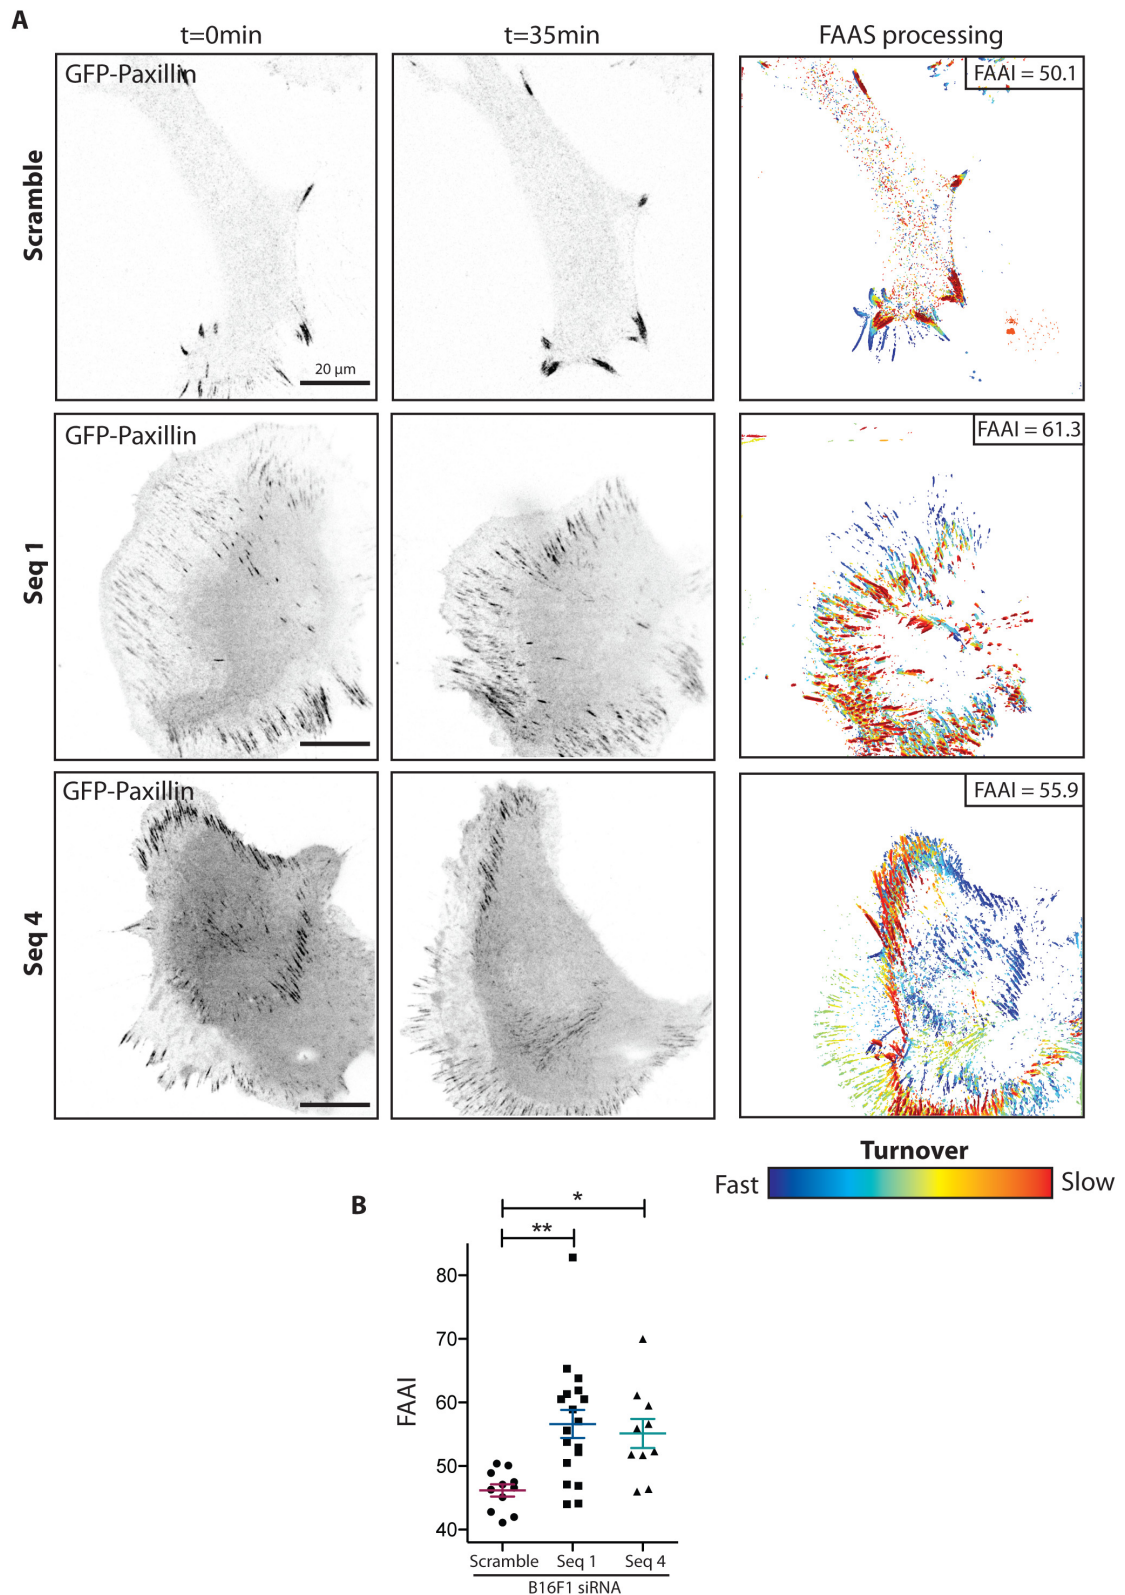 A
t=0min
t=35min
FAAS processing
Scramble
GFP-Paxillin
20 µm
FAAI = 50.1
Seq 1
GFP-Paxillin
FAAI = 61.3
Seq 4
GFP-Paxillin
FAAI = 55.9
Turnover
Fast
Slow
B
*
**
FAAI
80
70
60
50
40
Scramble
Seq 1
Seq 4
B16F1 siRNA